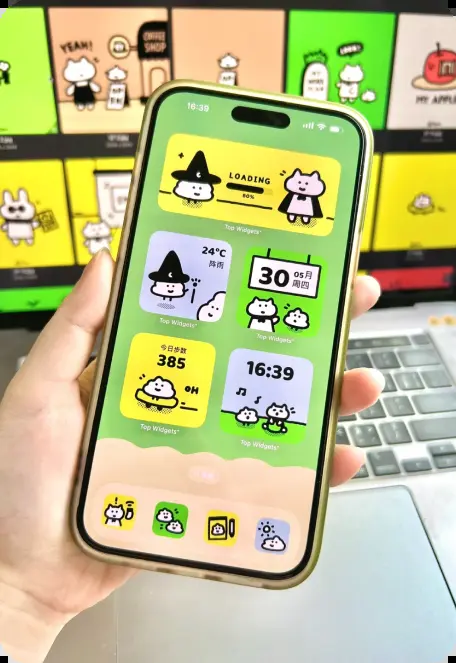 YEAH!
COFFEE
SHOP
LOOK!
MY APPLE
16:39
LOADING
80%
Top Widgets+
24°C
阵雨
Top Widgets+
30
05月
周四
Top Widgets+
今日步数
385
OH
Top Widgets+
16:39
Top Widgets+